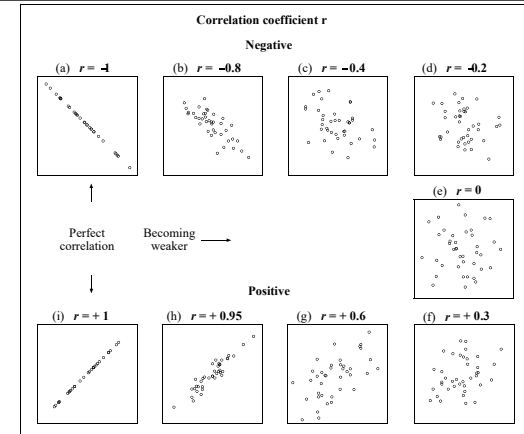 Correlation coefficient r
Negative
(a) r = -1
(b) r = -0.8
(c) r = -0.4
(d) r = -0.2
(e) r = 0
Perfect
correlation
Becoming
weaker
Positive
(i) r = + 1
(h) r = + 0.95
(g) r = + 0.6
(f) r = + 0.3